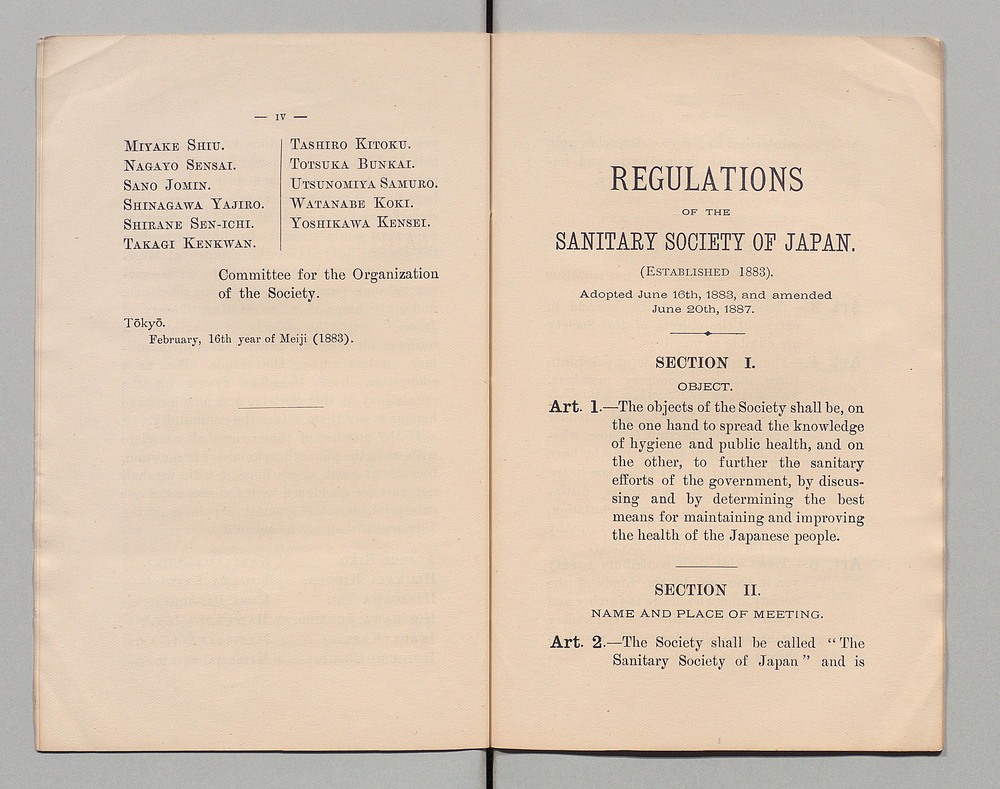 — IV —
MIYAKE SHIU.
NAGAYO SENSAI.
SANO JOMIN.
SHINAGAWA YAJIRO.
SHIRANE SEN-ICHI.
TAKAGI KENKWAN.
TASHIRO KITOKU.
TOTSUKA BUNKAI.
UTSUNOMIYA SAMURO.
WATANABE KOKI.
YOSHIKAWA KENSEI.
Committee for the Organization
of the Society.
Tōkyō.
February, 16th year of Meiji (1883).
REGULATIONS
OF THE
SANITARY SOCIETY OF JAPAN.
(ESTABLISHED 1883).
Adopted June 16th, 1883, and amended
June 20th, 1887.
SECTION I.
OBJECT.
Art. 1.—The objects of the Society shall be, on
the one hand to spread the knowledge
of hygiene and public health, and on
the other, to further the sanitary
efforts of the government, by discus-
sing and by determining the best
means for maintaining and improving
the health of the Japanese people.
SECTION II.
NAME AND PLACE OF MEETING.
Art. 2.—The Society shall be called “The
Sanitary Society of Japan” and is